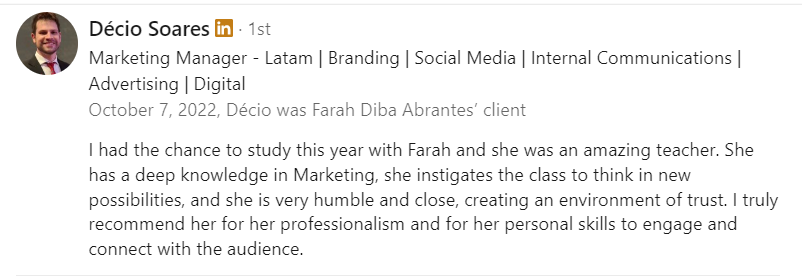 Décio Soares in · 1st
Marketing Manager - Latam | Branding | Social Media | Internal Communications |
Advertising | Digital
October 7, 2022, Décio was Farah Diba Abrantes’ client
I had the chance to study this year with Farah and she was an amazing teacher. She
has a deep knowledge in Marketing, she instigates the class to think in new
possibilities, and she is very humble and close, creating an environment of trust. I truly
recommend her for her professionalism and for her personal skills to engage and
connect with the audience.